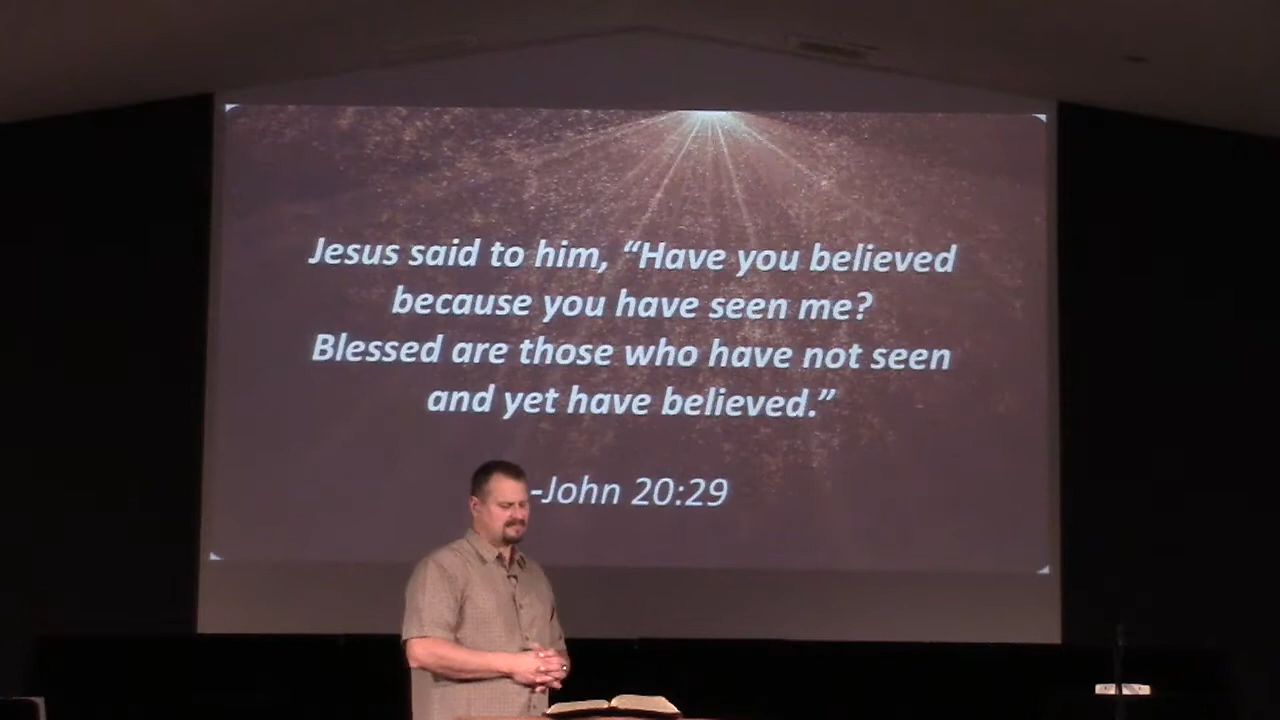 Jesus said to him, “Have you believed
because you have seen me?
Blessed are those who have not seen
and yet have believed.”
-John 20:29